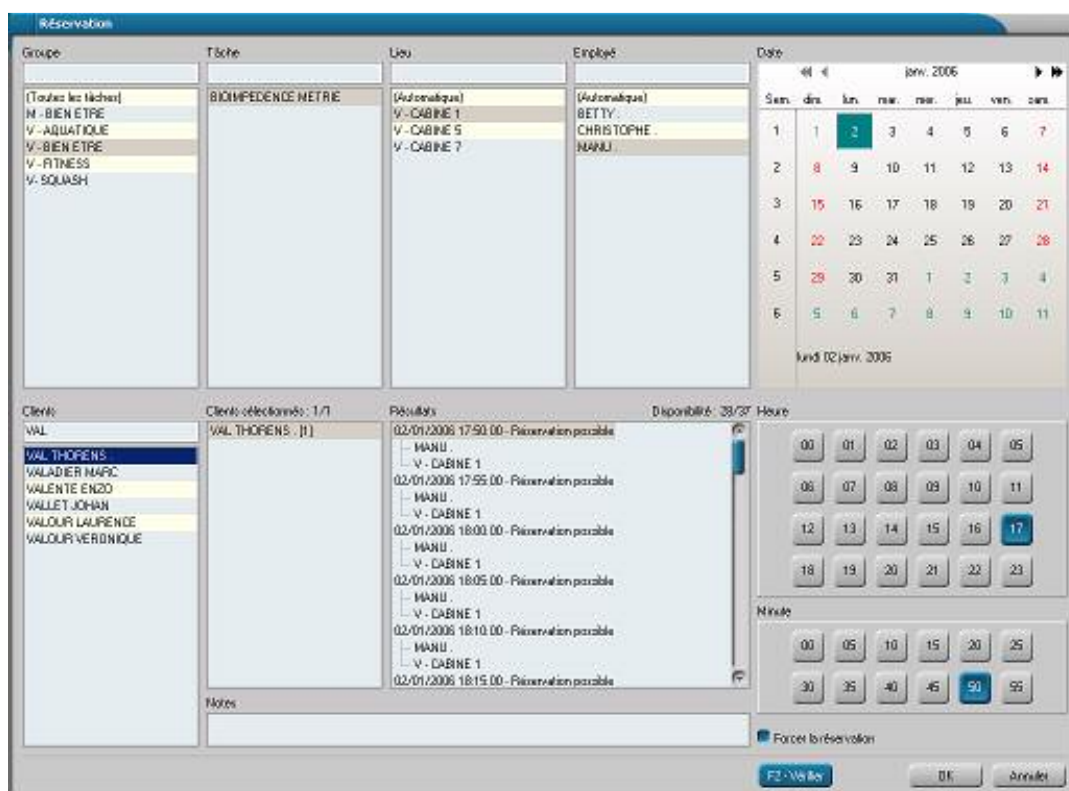 Réservation
Groupe Tâche Lieu Employé Date
janv. 2006
(Toutes les tâches)
M - BIEN ETRE
V - AQUATIQUE
V - BIEN ETRE
V - FITNESS
V- SQUASH
BIOIMPEDENCE METRIE
(Automatique)
V - CABINE 1
V - CABINE 5
V - CABINE 7
(Automatique)
BETTY .
CHRISTOPHE .
MANU .
Sem. dim. lun. mar. mer. jeu. ven. sam.
1 1 2 3 4 5 6 7
2 8 9 10 11 12 13 14
3 15 16 17 18 19 20 21
4 22 23 24 25 26 27 28
5 29 30 31 1 2 3 4
6 5 6 7 8 9 10 11
lundi 02 janv. 2006
Clients
VAL
VAL THORENS .
VALADIER MARC
VALENTE ENZO
VALLET JOHAN
VALOUR LAURENCE
VALOUR VERONIQUE
Clients sélectionnés : 1/1
VAL THORENS . [1]
Résultats Disponibilité : 28/37
02/01/2006 17:50:00 - Réservation possible
MANU .
V - CABINE 1
02/01/2006 17:55:00 - Réservation possible
MANU .
V - CABINE 1
02/01/2006 18:00:00 - Réservation possible
MANU .
V - CABINE 1
02/01/2006 18:05:00 - Réservation possible
MANU .
V - CABINE 1
02/01/2006 18:10:00 - Réservation possible
MANU .
V - CABINE 1
02/01/2006 18:15:00 - Réservation possible
Notes
Heure
00 01 02 03 04 05
06 07 08 09 10 11
12 13 14 15 16 17
18 19 20 21 22 23
Minute
00 05 10 15 20 25
30 35 40 45 50 55
Forcer la réservation
F2 - Vérifier OK Annuler